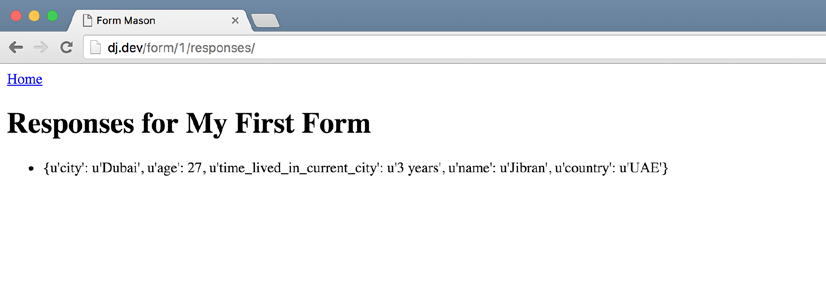 Form Mason
dj.dev/form/1/responses/
Home
Responses for My First Form
{u'city': u'Dubai', u'age': 27, u'time_lived_in_current_city': u'3 years', u'name': u'Jibran', u'country': u'UAE'}